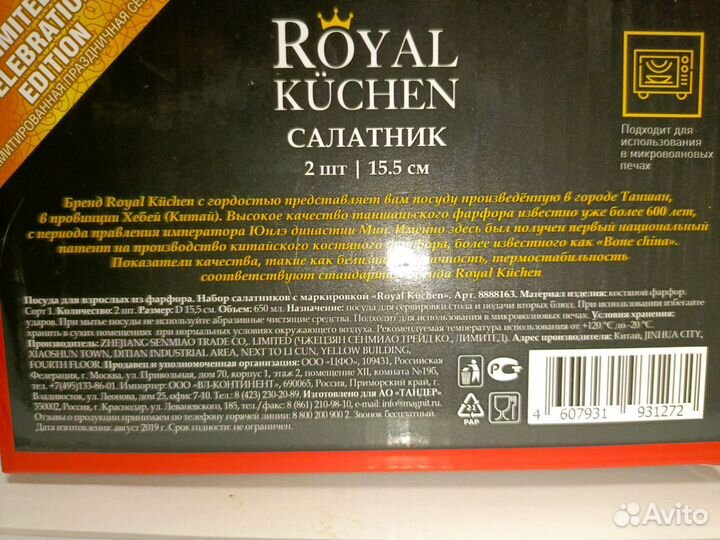 LIMITED
CELEBRATION
EDITION
ЛИМИТИРОВАННАЯ ПРАЗДНИЧНАЯ
ROYAL
KÜCHEN
САЛАТНИК
2 шт | 15.5 см
Подходит для
использования
в микроволновых
печах
Бренд Royal Küchen с гордостью представляет вам посуду произведённую в городе Таншан,
в провинции Хебей (Китай). Высокое качество таншаньского фарфора известно уже более 600 лет,
с периода правления императора Юнлэ династии Мин. Именно здесь был получен первый национальный
патент на производство китайского костяного фарфора, более известного как «Bone china».
Показатели качества, такие как белизна, термостабильность
соответствуют стандартам бренда Royal Küchen
Посуда для взрослых из фарфора. Набор салатников с маркировкой «Royal Kuchen». Арт. 8888163. Материал изделия: костяной фарфор.
Сорт 1. Количество: 2 шт. Размер: D 15,5 см. Объем: 650 мл. Назначение: посуда для сервировки стола и подачи вторых блюд. При использовании избегайте
ударов. При мытье посуды не используйте абразивные чистящие средства. Подходит для использования в микроволновых печах. Хранить
в сухих помещениях при нормальных условиях окружающего воздуха. Рекомендуемая температура использования от +120 °C до -20 °C.
Производитель: ZHEJIANG SENMIAO TRADE CO,. LIMITED (ЧЖЕЦЗЯН СЕНМИАО ТРЕЙД КО., ЛИМИТЕД). Адрес производителя: Китай, JINHUA CITY,
XIAOSHUN TOWN, DITIAN INDUSTRIAL AREA, NEXT TO LI CUN, YELLOW BUILDING,
FOURTH FLOOR. Продавец и уполномоченная организация: ООО «ЦФО», 109431, Российская
Федерация, г. Москва, Привольная ул, дом 70, корпус 1, этаж 2, помещение XII, комната №196,
тел. +7(495)133-86-01. Импортер: ООО «ВЛ-КОНТИНЕНТ», 690065, Россия, Приморский край, г.
Владивосток, ул. Леонова, дом 25, офис 7-10. Тел.: 8 (423) 230-20-89. Изготовлено для АО «ТАНДЕР»
350002, Россия, г. Краснодар, ул. Леваневского, 185, тел./факс: 8 (861) 210-98-10, e-mail: info@magnit.ru
Отзывы о продукции принимаем по телефону горячей линии: 8 800 200 900 2. Звонок бесплатный.
Дата изготовления: август 2019 г. Срок годности: не ограничен.
21
PAP
4 607931 931272
Avito